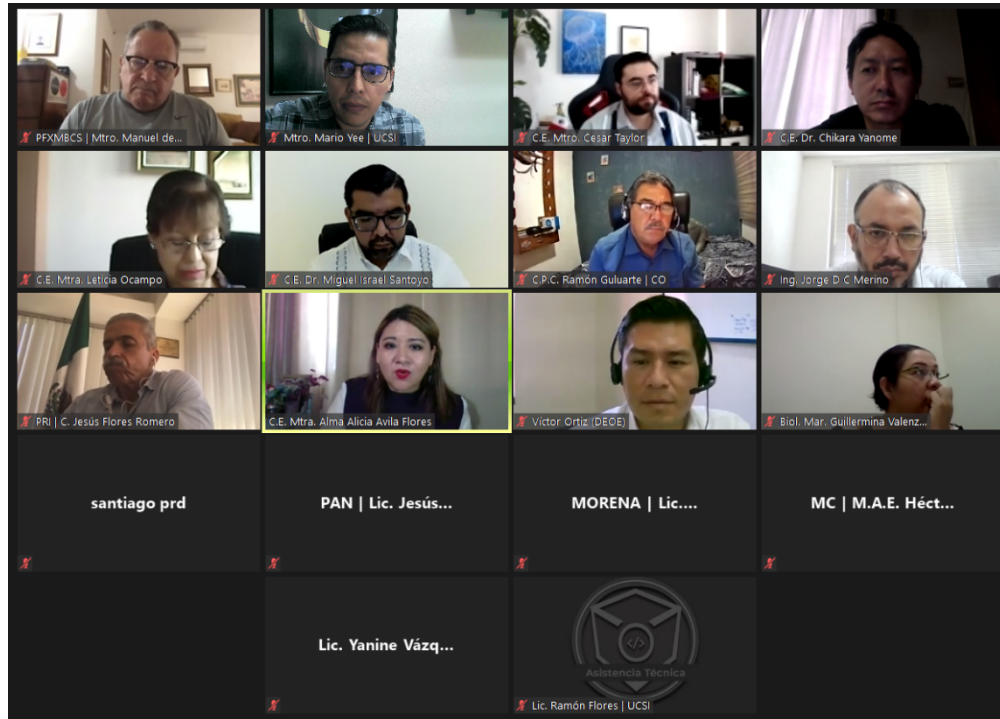 PFXMBCS | Mtro. Manuel de...
Mtro. Mario Yee | UCSI
C.E. Mtro. Cesar Taylor
C.E. Dr. Chikara Yanome
C.E. Mtra. Leticia Ocampo
C.E. Dr. Miguel Israel Santoyo
C.P.C. Ramón Guluarte | CO
Ing. Jorge D C Merino
PRI | C. Jesús Flores Romero
C.E. Mtra. Alma Alicia Avila Flores
Victor Ortiz (DEOE)
Biol. Mar. Guillermina Valenz...
santiago prd
PAN | Lic. Jesús...
MORENA | Lic....
MC | M.A.E. Héct...
Lic. Yanine Vázq...
</>
Asistencia Técnica
Lic. Ramón Flores | UCSI